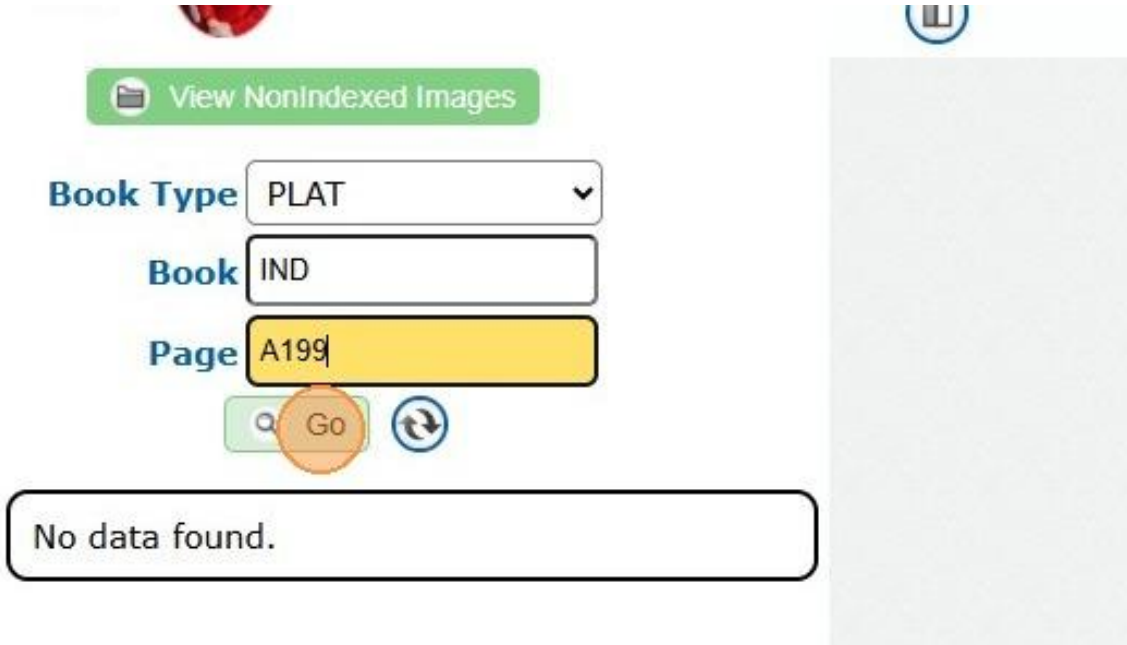 View NonIndexed Images
Book Type PLAT
Book IND
Page A199
Go
No data found.